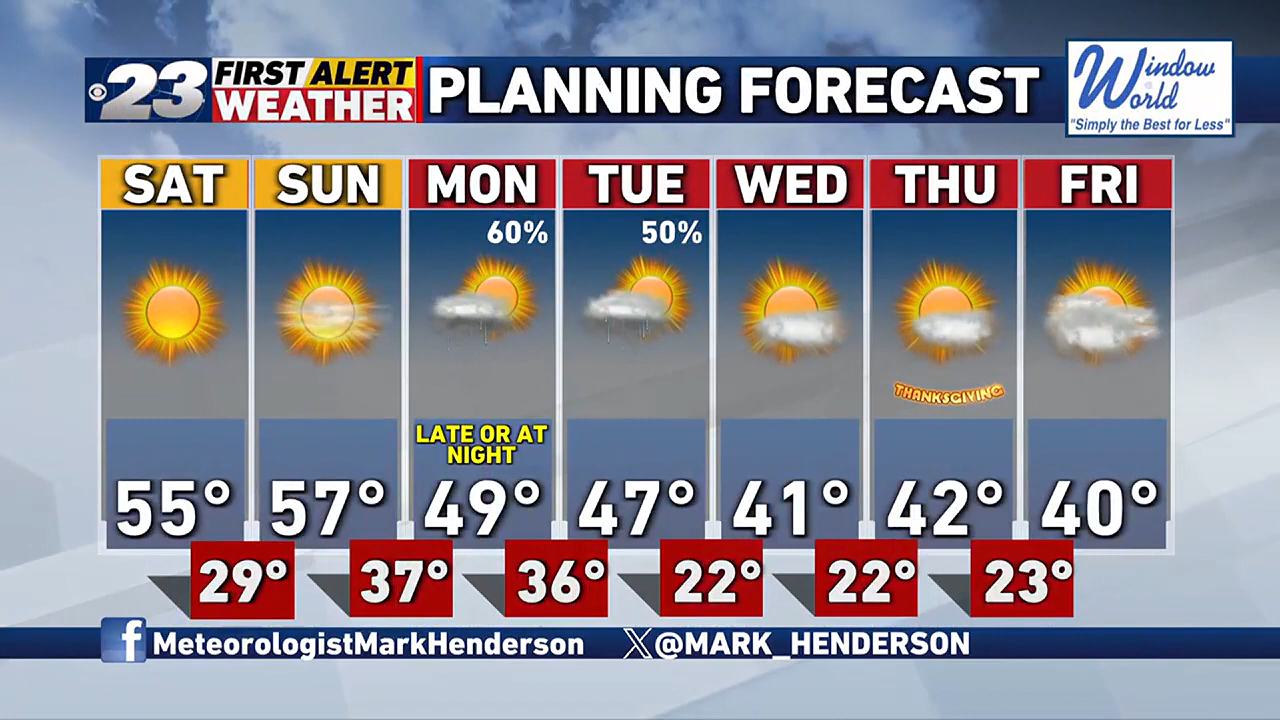 23 FIRST ALERT WEATHER
PLANNING FORECAST
Window World
"Simply the Best for Less"
SAT SUN MON TUE WED THU FRI
60% 50%
THANKSGIVING
LATE OR AT
NIGHT
55° 57° 49° 47° 41° 42° 40°
29° 37° 36° 22° 22° 23°
f MeteorologistMarkHenderson X @MARK_HENDERSON